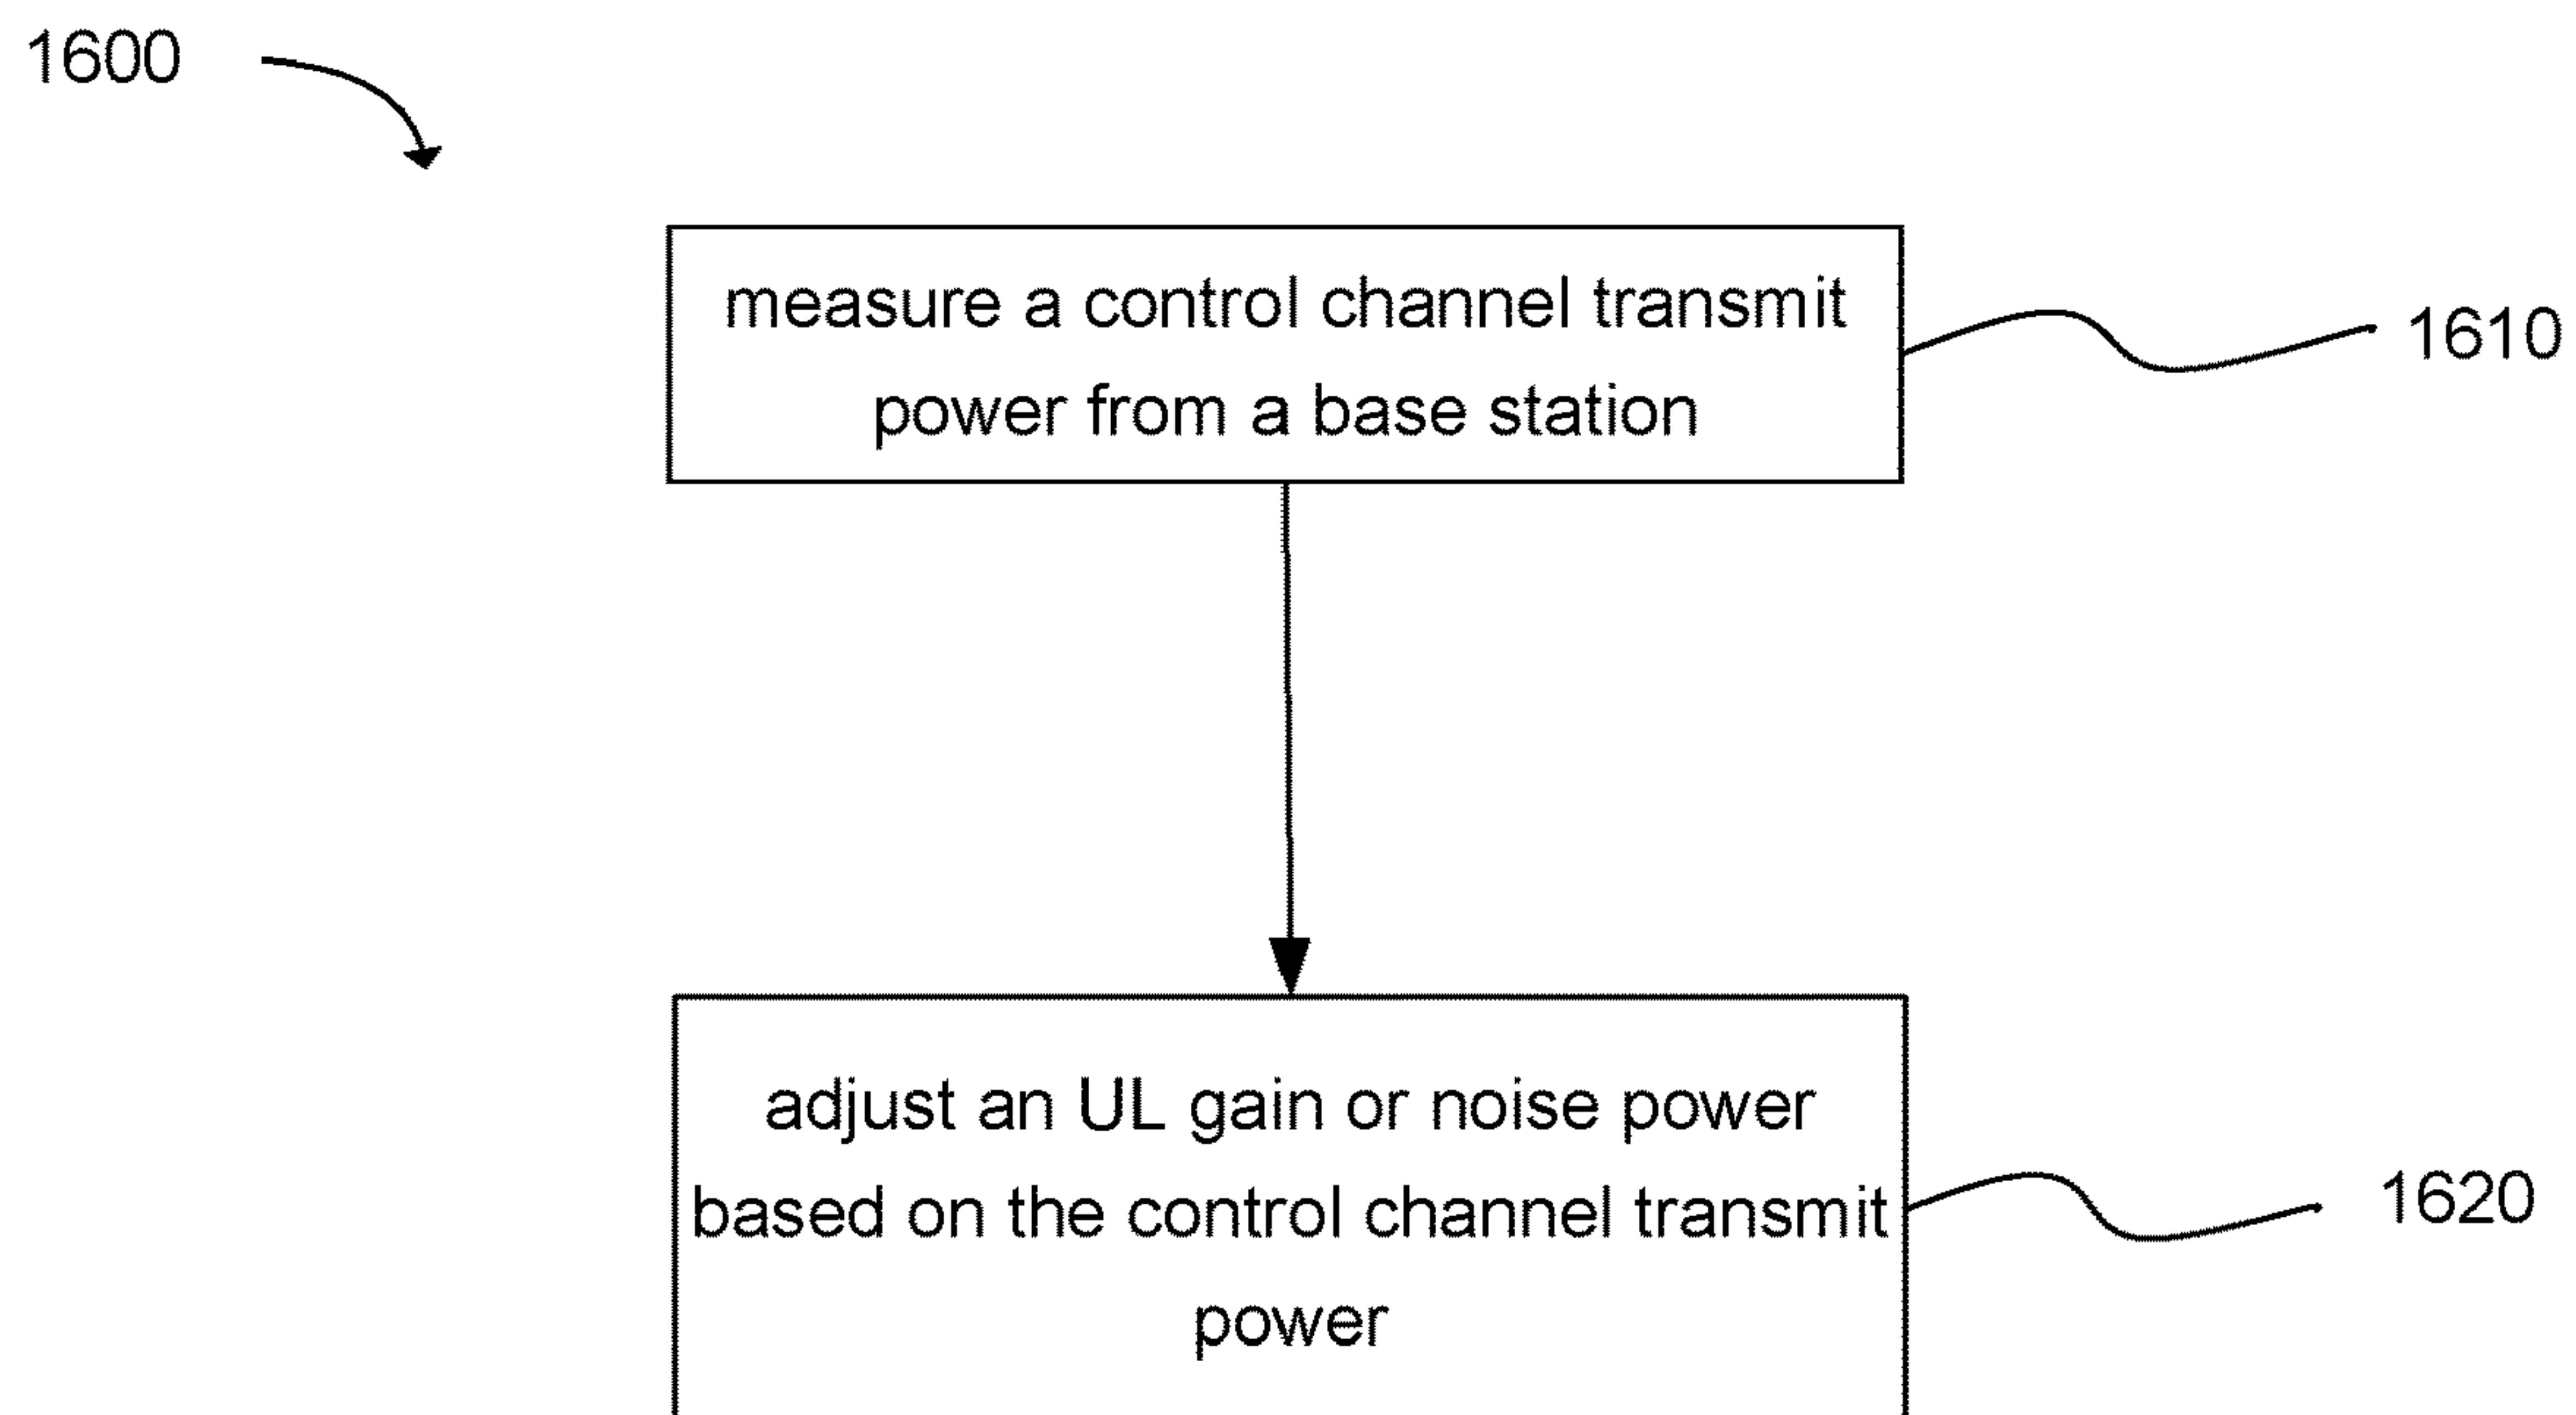 1600
measure a control channel transmit
power from a base station
1610
adjust an UL gain or noise power
based on the control channel transmit
power
1620